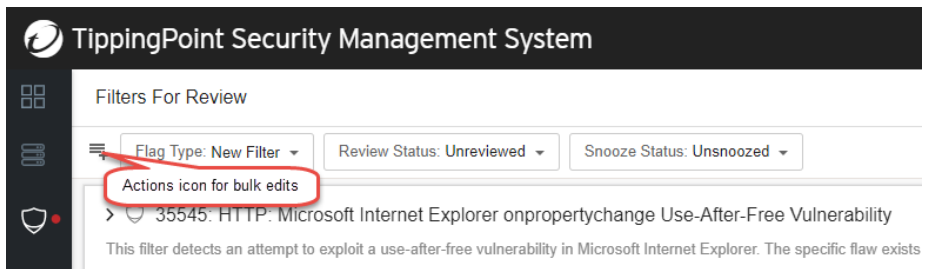 TippingPoint Security Management System
Filters For Review
Flag Type: New Filter Review Status: Unreviewed Snooze Status: Unsnoozed
Actions icon for bulk edits
35545: HTTP: Microsoft Internet Explorer onpropertychange Use-After-Free Vulnerability
This filter detects an attempt to exploit a use-after-free vulnerability in Microsoft Internet Explorer. The specific flaw exists